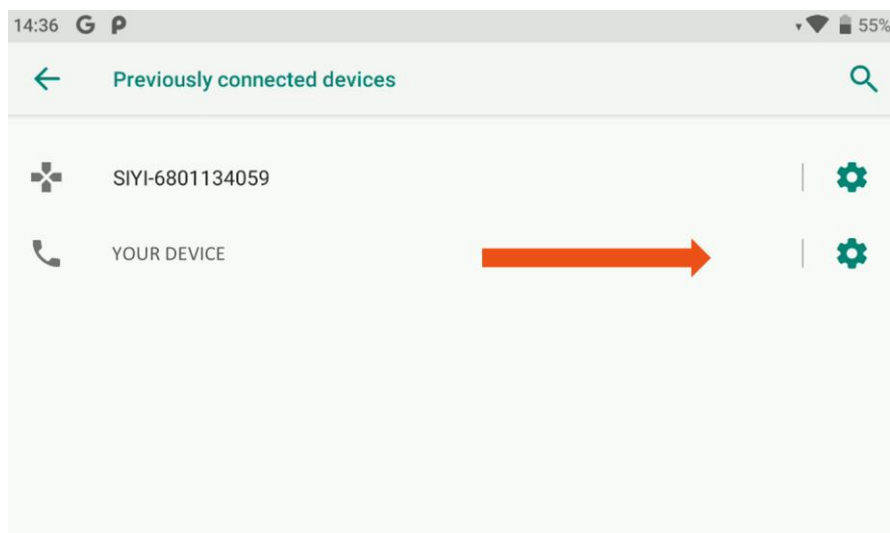 14:36 G P 55%
Previously connected devices
SIYI-6801134059
YOUR DEVICE